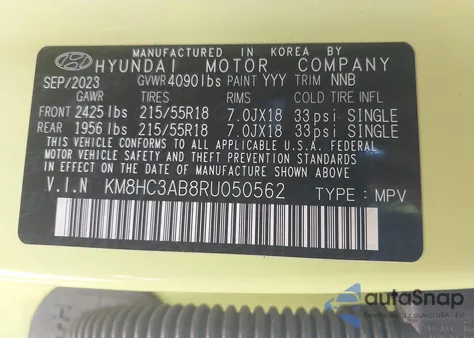 MANUFACTURED IN KOREA BY
HYUNDAI MOTOR COMPANY
SEP/2023 GVWR 4090lbs PAINT YYY TRIM NNB
GAWR TIRES RIMS COLD TIRE INFL
FRONT 2425lbs 215/55R18 7.0JX18 33psi SINGLE
REAR 1956lbs 215/55R18 7.0JX18 33psi SINGLE
THIS VEHICLE CONFORMS TO ALL APPLICABLE U.S.A. FEDERAL
MOTOR VEHICLE SAFETY, BUMPER, AND THEFT PREVENTION
STANDARDS IN EFFECT ON THE DATE OF MANUFACTURE
SHOWN ABOVE.
V.I.N KM8HC3AB8RU050562 TYPE : MPV
autoSnap